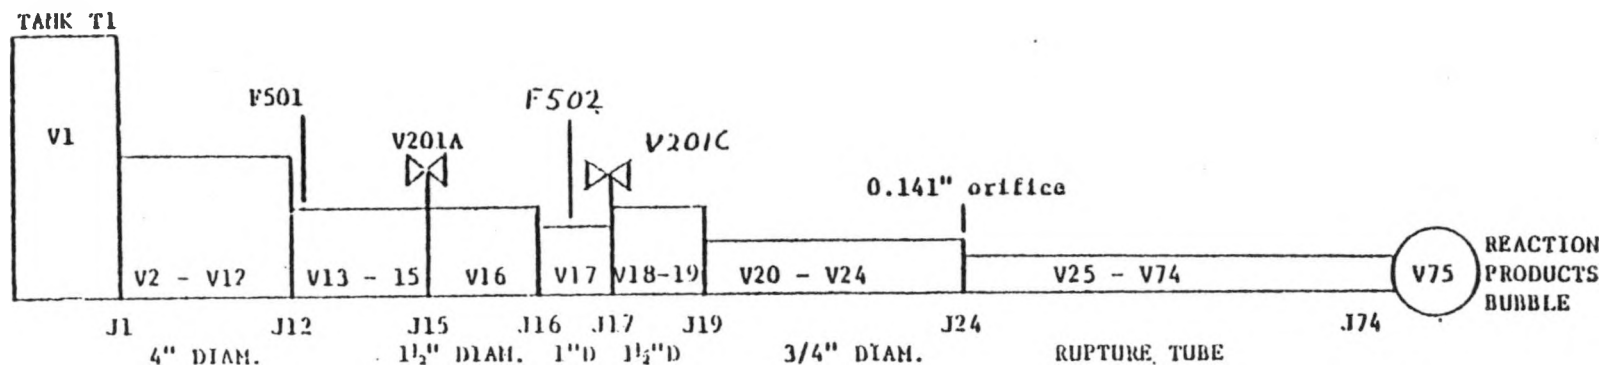 TANK T1
F501
F502
V1
V201A
V201C
0.141" orifice
V2 - V12
V13 - 15
V16
V17
V18-19
V20 - V24
V25 - V74
V75
REACTION
PRODUCTS
BUBBLE
J1
J12
J15
J16
J17
J19
J24
J74
4" DIAM.
1½" DIAM.
1"D
1½"D
3/4" DIAM.
RUPTURE TUBE